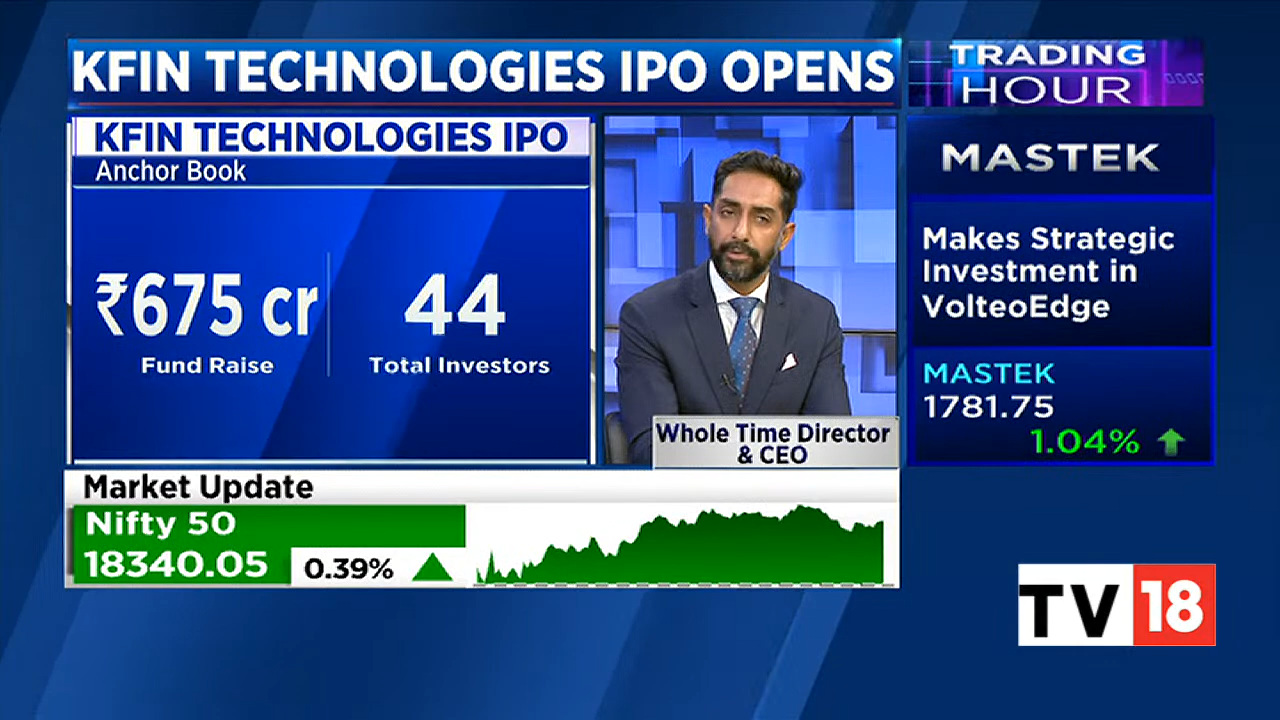 KFIN TECHNOLOGIES IPO OPENS
TRADING
HOUR
KFIN TECHNOLOGIES IPO
Anchor Book
₹675 cr
Fund Raise
44
Total Investors
Whole Time Director
& CEO
MASTEK
Makes Strategic
Investment in
VolteoEdge
MASTEK
1781.75
1.04%
Market Update
Nifty 50
18340.05
0.39%
TV18